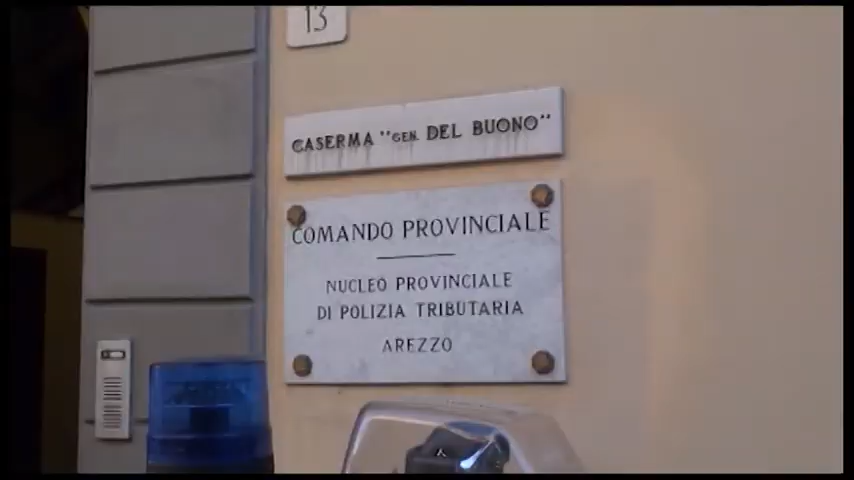 13
CASERMA "GEN. DEL BUONO"
COMANDO PROVINCIALE
NUCLEO PROVINCIALE
DI POLIZIA TRIBUTARIA
AREZZO